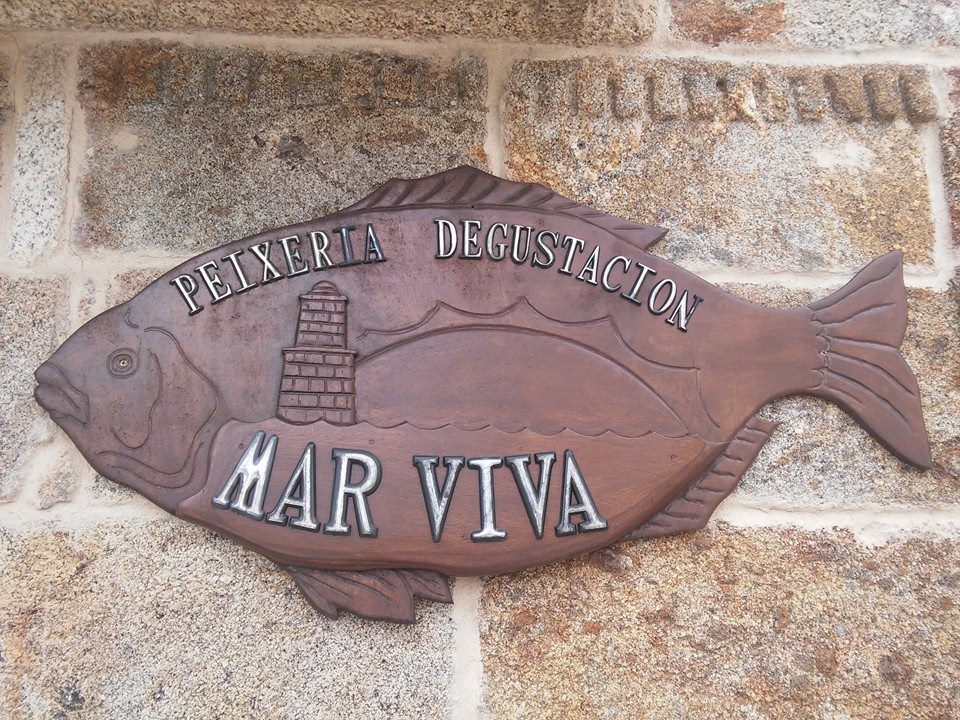 PEIXERIA DEGUSTACION
MAR VIVA